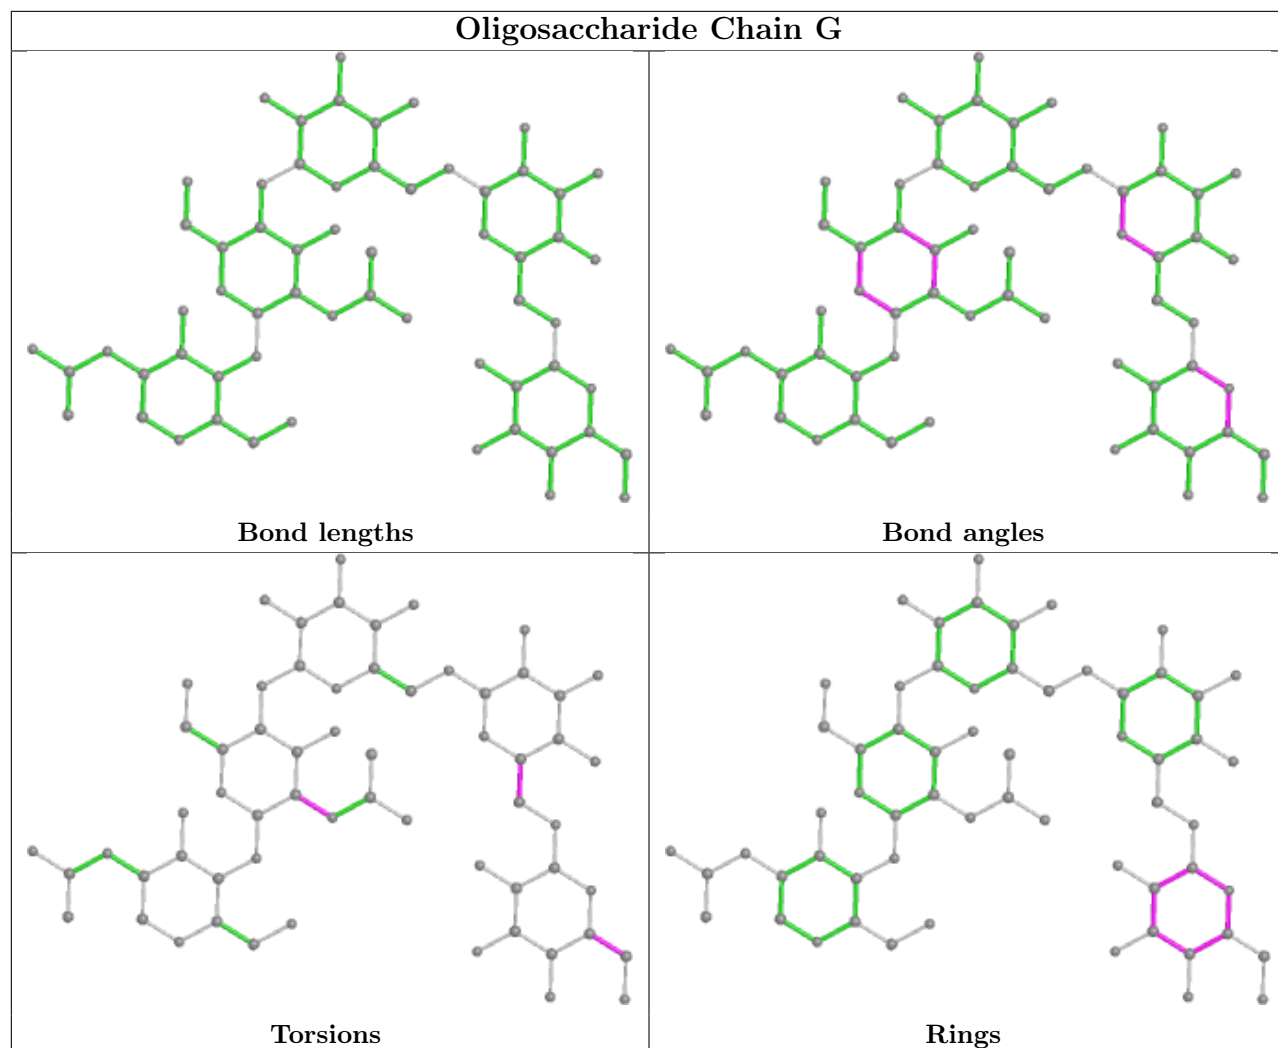 Oligosaccharide Chain G
Bond lengths
Bond angles
Torsions
Rings